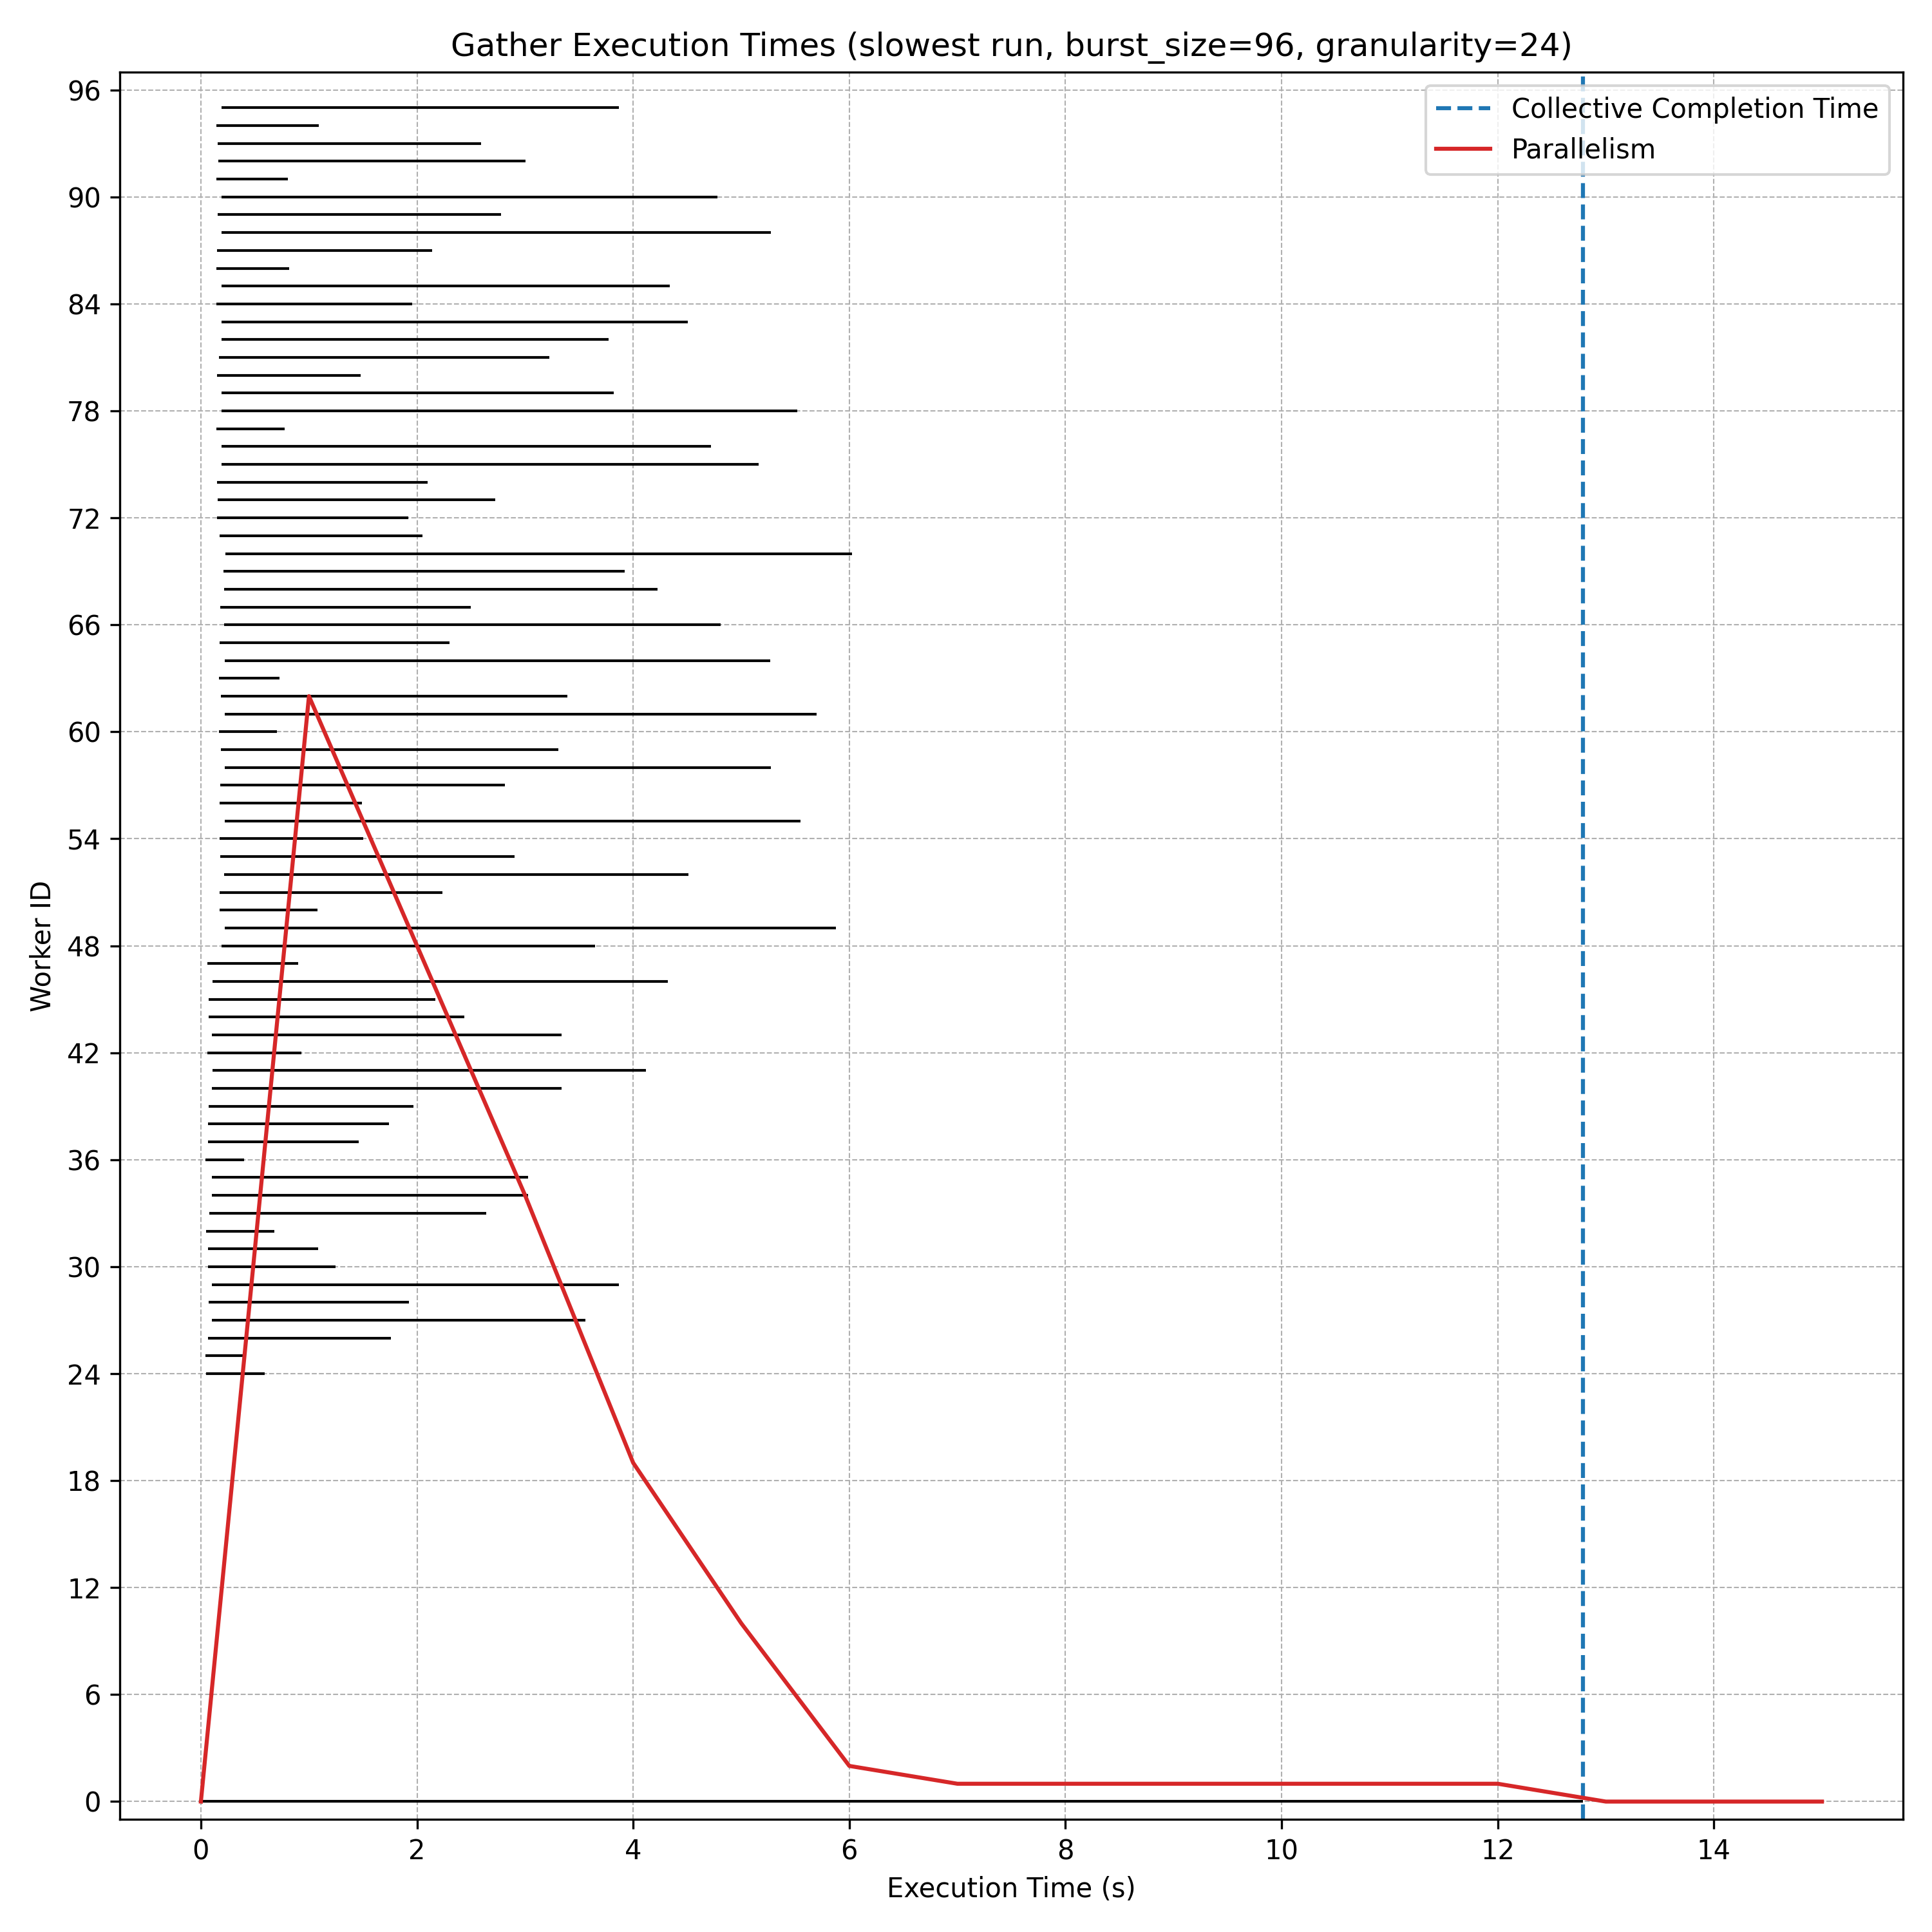 Gather Execution Times (slowest run, burst_size=96, granularity=24)
Collective Completion Time
Parallelism
96
90
84
78
72
66
60
54
48
42
36
30
24
18
12
6
0
Worker ID
0 2 4 6 8 10 12 14
Execution Time (s)